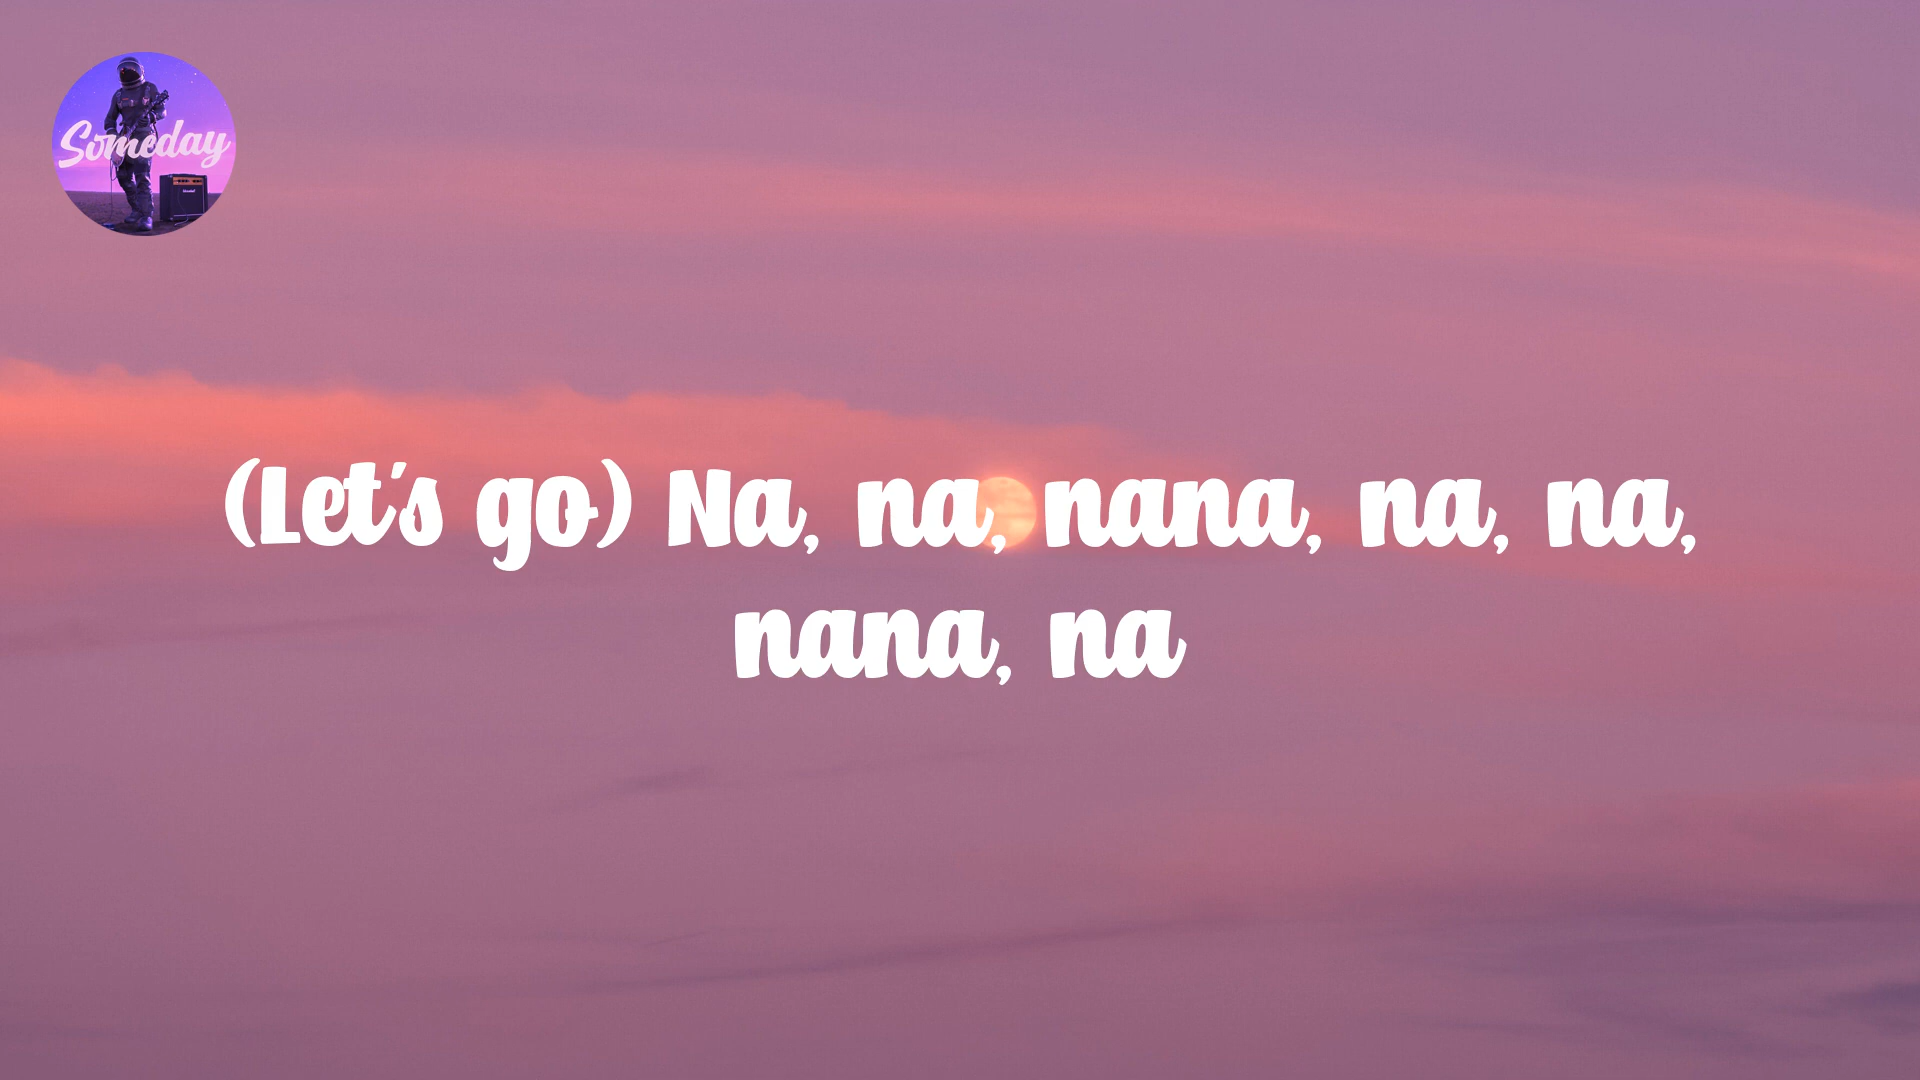 Someday
(Let's go) Na, na, nana, na, na,
nana, na